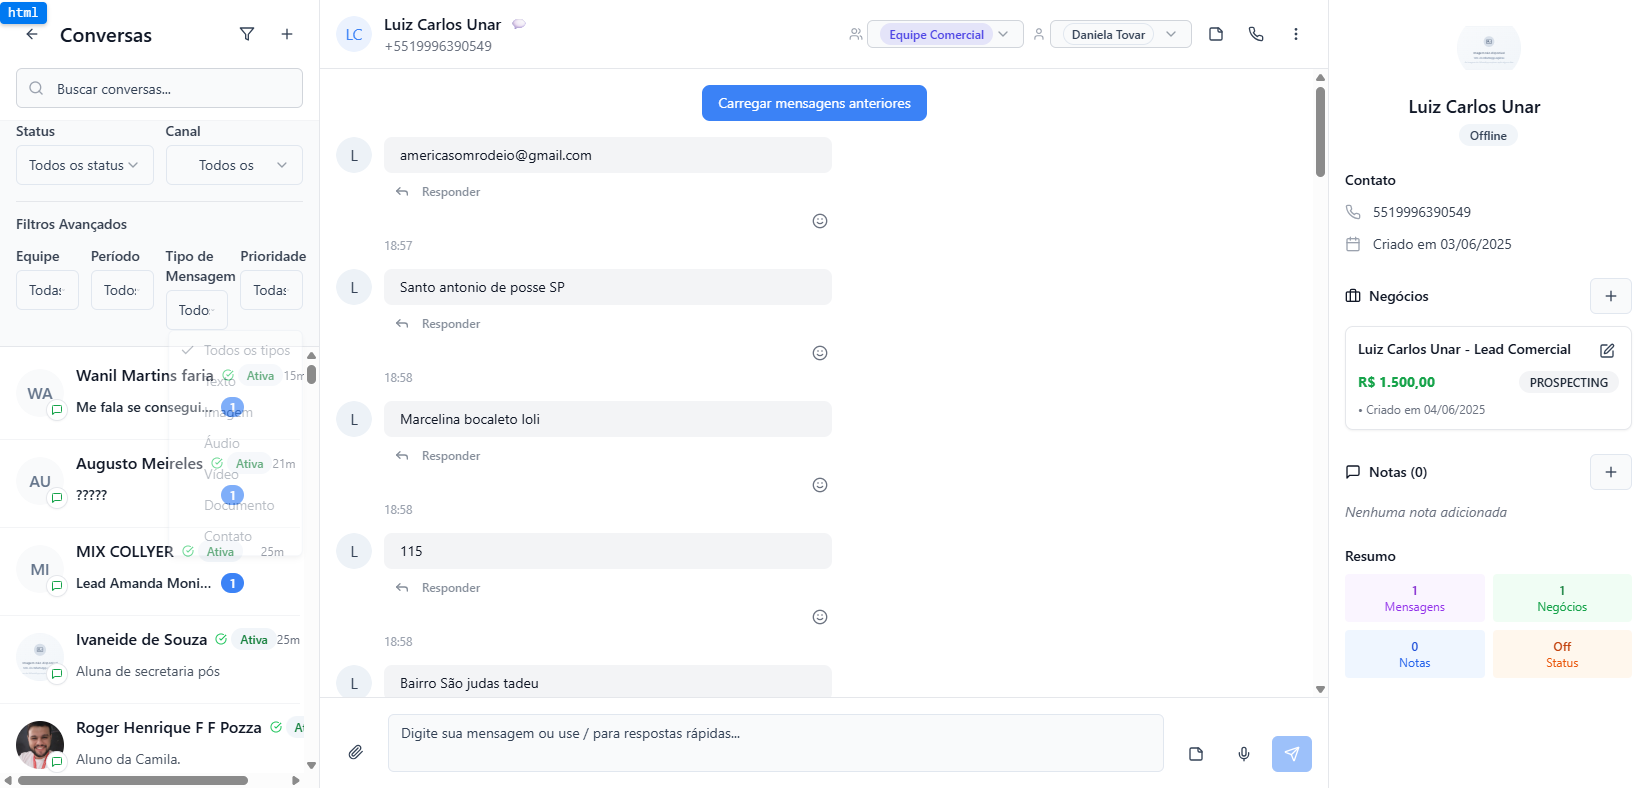 html
Conversas
Buscar conversas...
Status
Canal
Todos os status
Todos os
Filtros Avançados
Equipe
Período
Tipo de
Mensagem
Prioridade
Todas
Todos
Todo
Todas
Todos os tipos
Texto
Imagem
Áudio
Vídeo
Documento
Contato
WA
Wanil Martins faria
Ativa
15m
Me fala se consegui...
1
AU
Augusto Meireles
Ativa
21m
?????
1
MI
MIX COLLYER
Ativa
25m
Lead Amanda Moni...
1
Ivaneide de Souza
Ativa
25m
Aluna de secretaria pós
Roger Henrique F F Pozza
At
Aluno da Camila.
LC
Luiz Carlos Unar
+5519996390549
Equipe Comercial
Daniela Tovar
Carregar mensagens anteriores
L
americasomrodeio@gmail.com
Responder
18:57
L
Santo antonio de posse SP
Responder
18:58
L
Marcelina bocaleto loli
Responder
18:58
L
115
Responder
18:58
L
Bairro São judas tadeu
Digite sua mensagem ou use / para respostas rápidas...
Luiz Carlos Unar
Offline
Contato
5519996390549
Criado em 03/06/2025
Negócios
Luiz Carlos Unar - Lead Comercial
R$ 1.500,00
PROSPECTING
• Criado em 04/06/2025
Notas (0)
Nenhuma nota adicionada
Resumo
1
Mensagens
1
Negócios
0
Notas
Off
Status